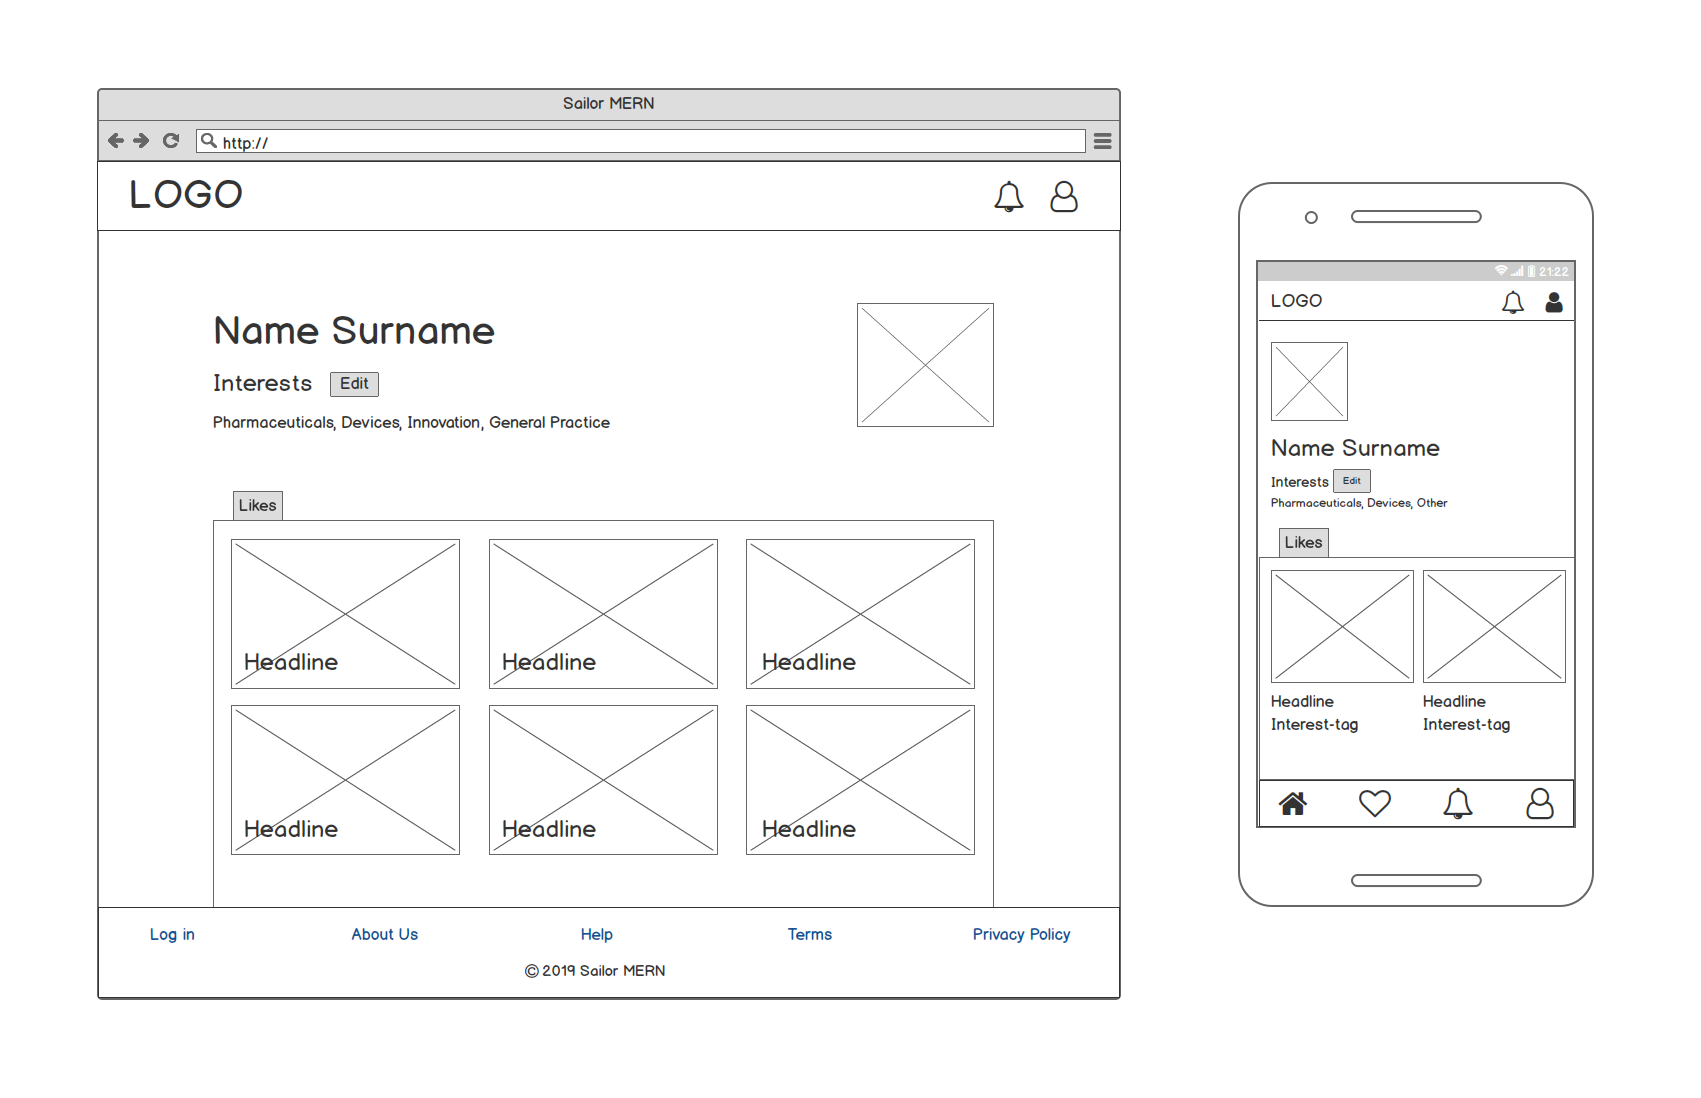 Sailor MERN
http://
LOGO
Name Surname
Interests Edit
Pharmaceuticals, Devices, Innovation, General Practice
Likes
Headline Headline Headline
Headline Headline Headline
Log in About Us Help Terms Privacy Policy
© 2019 Sailor MERN
21:22
LOGO
Name Surname
Interests Edit
Pharmaceuticals, Devices, Other
Likes
Headline Headline
Interest-tag Interest-tag